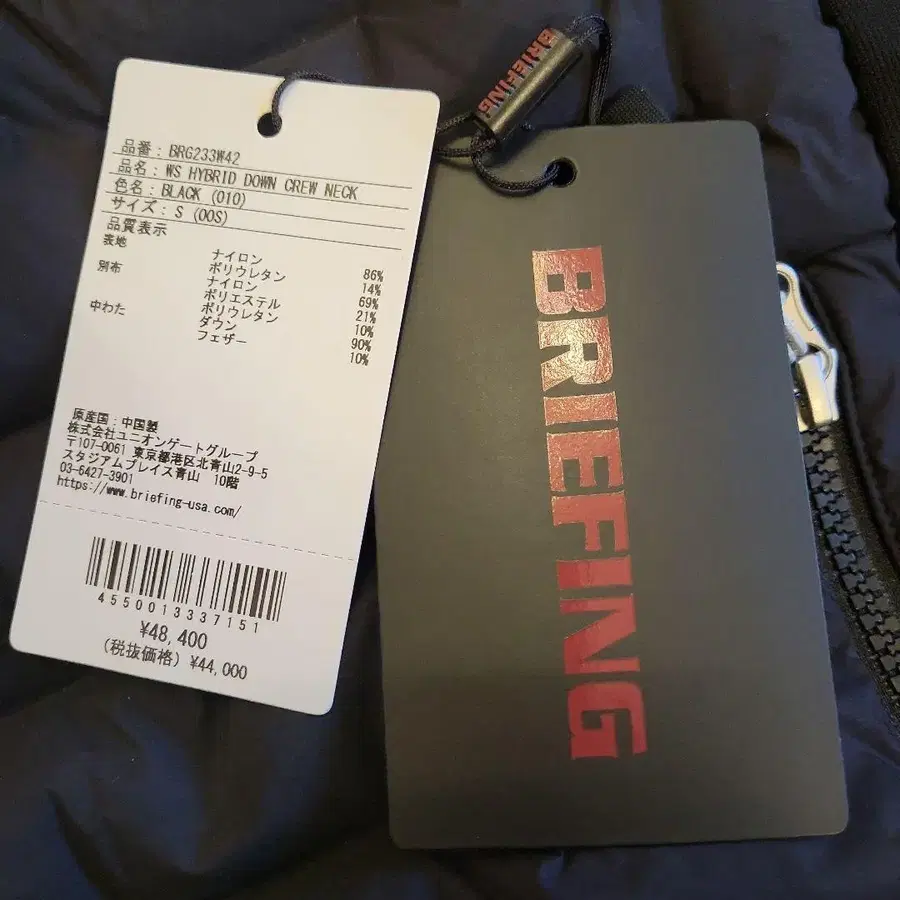 品番: BRG233W42
品名: WS HYBRID DOWN CREW NECK
色名: BLACK (010)
サイズ: S (00S)
品質表示
表地 ナイロン 86%
ポリウレタン 14%
別布 ナイロン 69%
ポリエステル 21%
ポリウレタン 10%
中わた ダウン 90%
フェザー 10%
原産国: 中国製
株式会社ユニオンゲートグループ
〒107-0061 東京都港区北青山2-9-5
スタジアムプレイス青山 10階
03-6427-3901
https://www.briefing-usa.com/
4550013337151
¥48,400
(税抜価格) ¥44,000
BRIEFING
BRIEFING